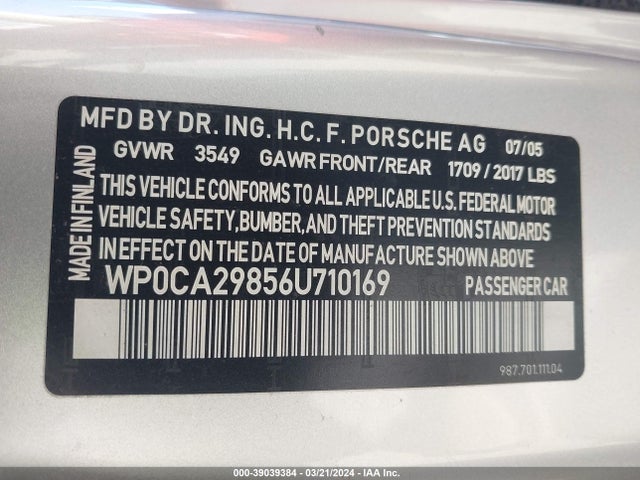 MFD BY DR. ING. H.C. F. PORSCHE AG 07/05
GVWR 3549 GAWR FRONT/REAR 1709 / 2017 LBS
THIS VEHICLE CONFORMS TO ALL APPLICABLE U.S. FEDERAL MOTOR
VEHICLE SAFETY, BUMPER, AND THEFT PREVENTION STANDARDS
IN EFFECT ON THE DATE OF MANUFACTURE SHOWN ABOVE
WP0CA29856U710169 PASSENGER CAR
MADE IN FINLAND
987.701.111.04
000-39039384 / 03/21/2024 - IAA Inc.